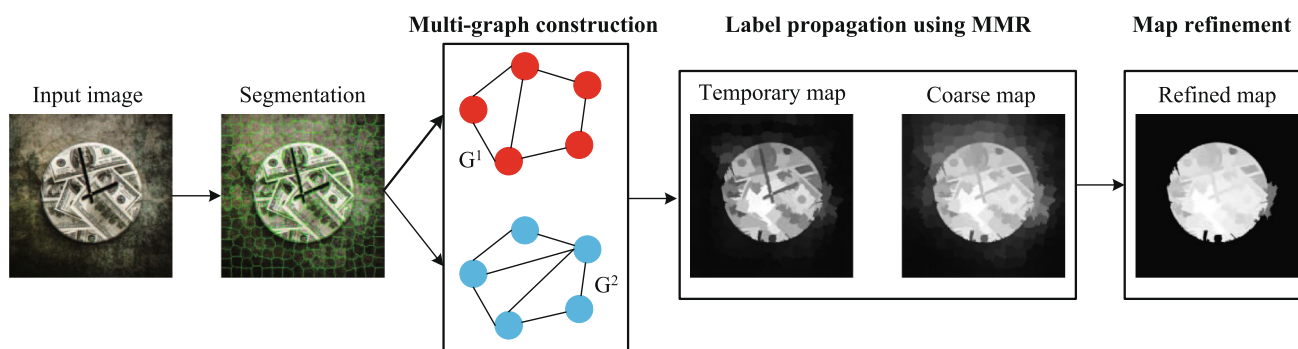 Multi-graph construction
Label propagation using MMR
Map refinement
Input image
Segmentation
G¹
G²
Temporary map
Coarse map
Refined map